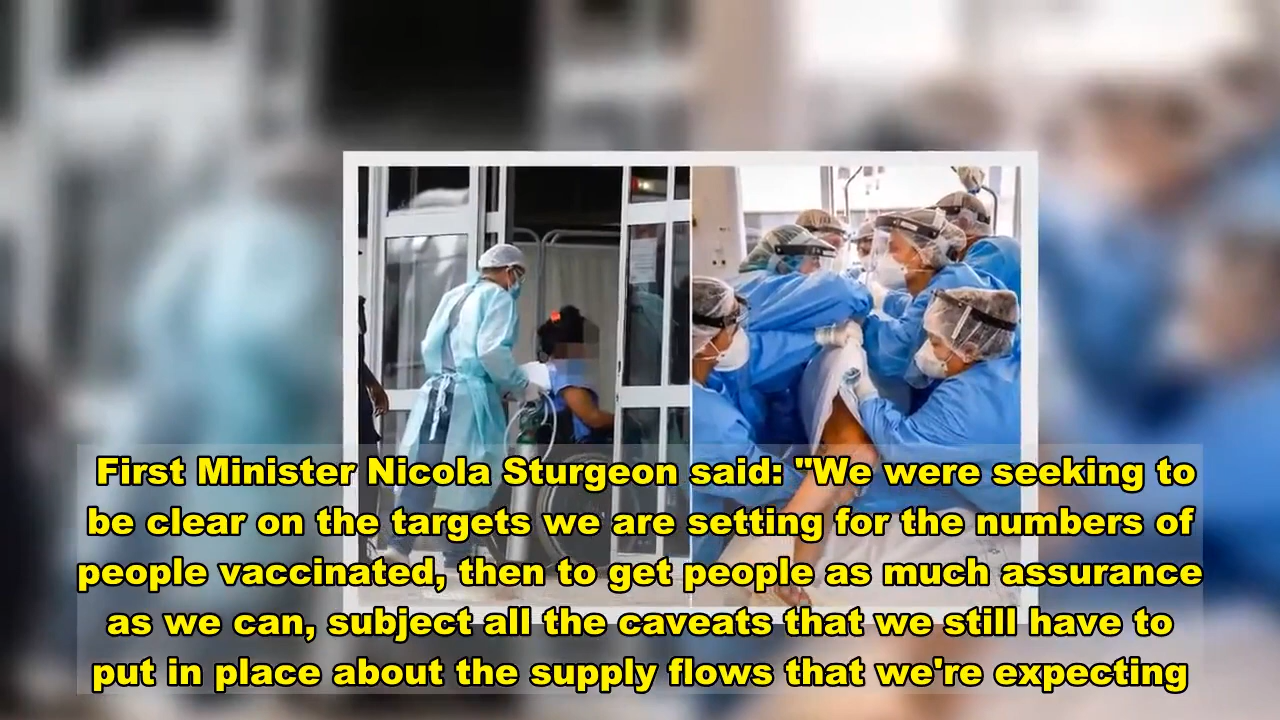 First Minister Nicola Sturgeon said: "We were seeking to
be clear on the targets we are setting for the numbers of
people vaccinated, then to get people as much assurance
as we can, subject all the caveats that we still have to
put in place about the supply flows that we're expecting